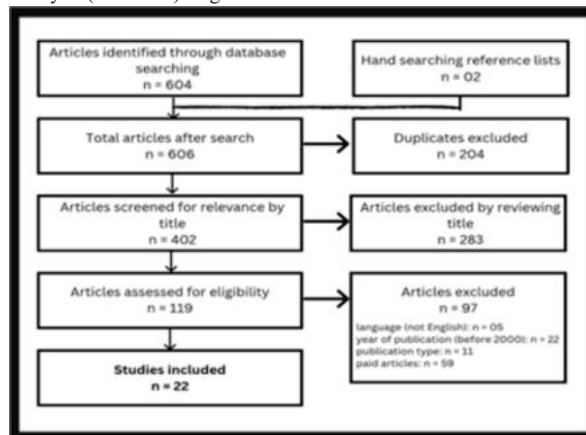 Articles identified through database
searching
n = 604
Hand searching reference lists
n = 02
Total articles after search
n = 606
Duplicates excluded
n = 204
Articles screened for relevance by
title
n = 402
Articles excluded by reviewing
title
n = 283
Articles assessed for eligibility
n = 119
Articles excluded
n = 97
language (not English): n = 05
year of publication (before 2000): n = 22
publication type: n = 11
paid articles: n = 59
Studies included
n = 22